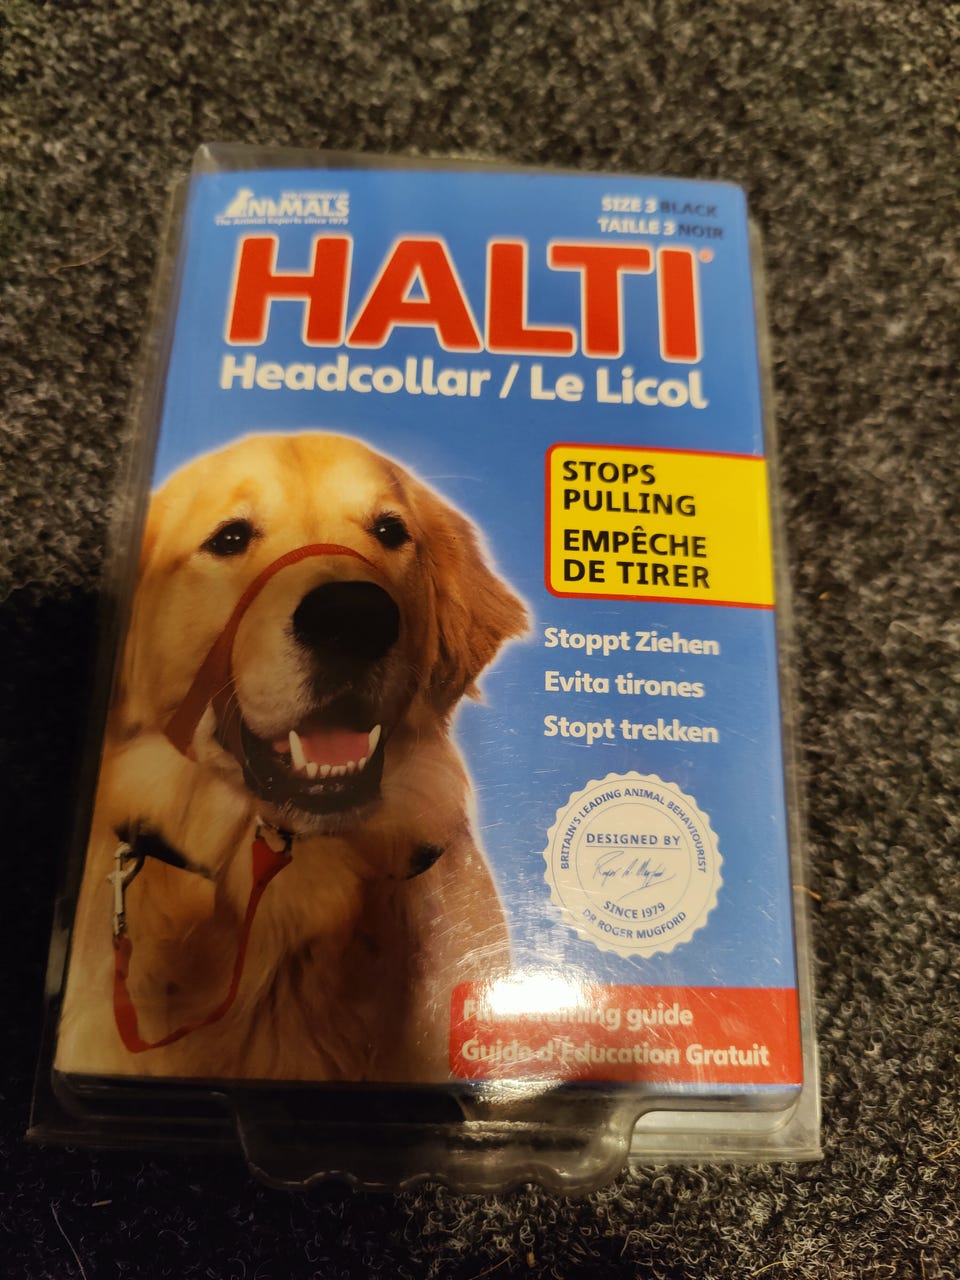 ANIMALS
The Animal Experts since 1979
SIZE 3 BLACK
TAILLE 3 NOIR
HALTI®
Headcollar / Le Licol
STOPS
PULLING
EMPÊCHE
DE TIRER
Stoppt Ziehen
Evita tirones
Stopt trekken
BRITAIN'S LEADING ANIMAL BEHAVIOURIST
DESIGNED BY
SINCE 1979
DR ROGER MUGFORD
guide
Guide d'Éducation Gratuit